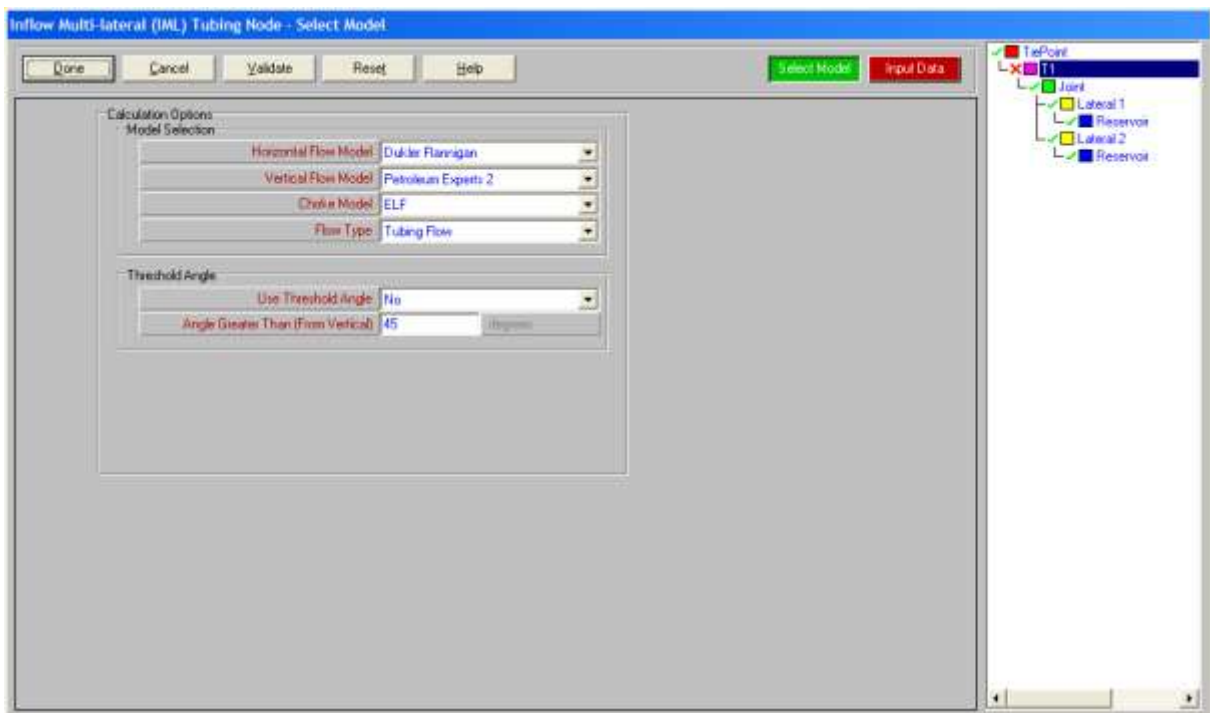 Inflow Multi-lateral (IML) Tubing Node - Select Model
Done Cancel Validate Reset Help Select Model Input Data
Calculation Options
Model Selection
Horizontal Flow Model Dukler Flannigan
Vertical Flow Model Petroleum Experts 2
Choke Model ELF
Flow Type Tubing Flow
Threshold Angle
Use Threshold Angle No
Angle Greater Than (From Vertical) 45 degrees
TiePoint
T1
Joint
Lateral 1
Reservoir
Lateral 2
Reservoir